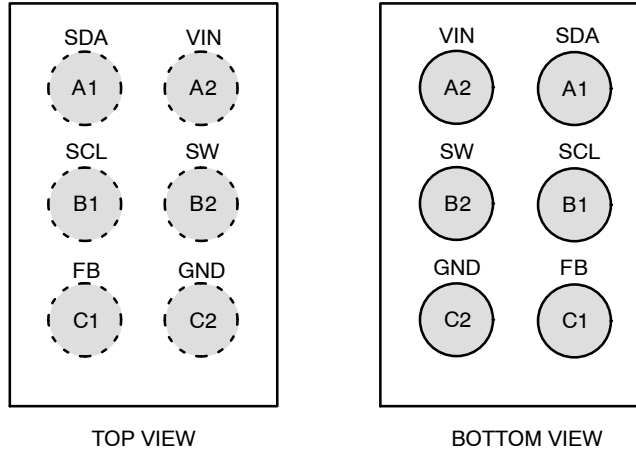 SDA VIN
A1 A2
SCL SW
B1 B2
FB GND
C1 C2
TOP VIEW
VIN SDA
A2 A1
SW SCL
B2 B1
GND FB
C2 C1
BOTTOM VIEW